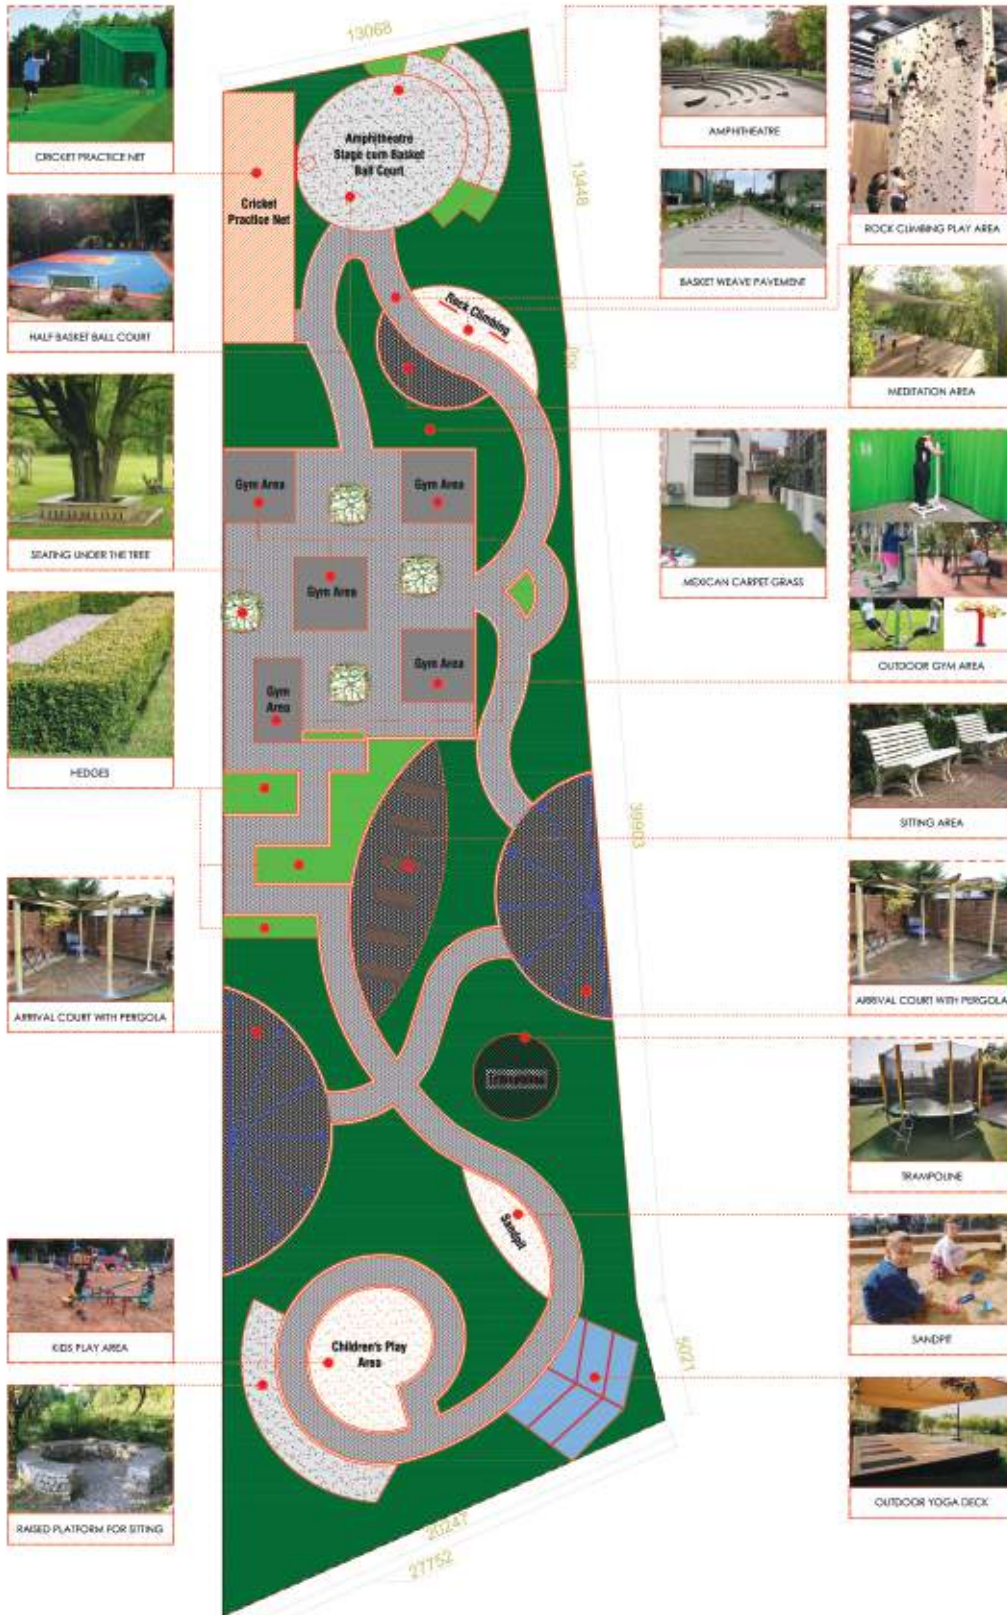 13068
CRICKET PRACTICE NET
AMPHITHEATRE
ROCK CLIMBING PLAY AREA
Amphitheatre
Stage cum Basket
Ball Court
Cricket
Practice Net
13448
BASKET WEAVE PAVEMENT
HALF BASKET BALL COURT
Rock Climbing
MEDITATION AREA
SEATING UNDER THE TREE
Gym Area
Gym Area
MEXICAN CARPET GRASS
Gym Area
OUTDOOR GYM AREA
Gym Area
Gym
Area
HEDGES
SITTING AREA
39903
ARRIVAL COURT WITH PERGOLA
ARRIVAL COURT WITH PERGOLA
Trampoline
TRAMPOLINE
Sandpit
SANDPIT
KIDS PLAY AREA
Children's Play
Area
5021
RAISED PLATFORM FOR SITTING
OUTDOOR YOGA DECK
20247
27752